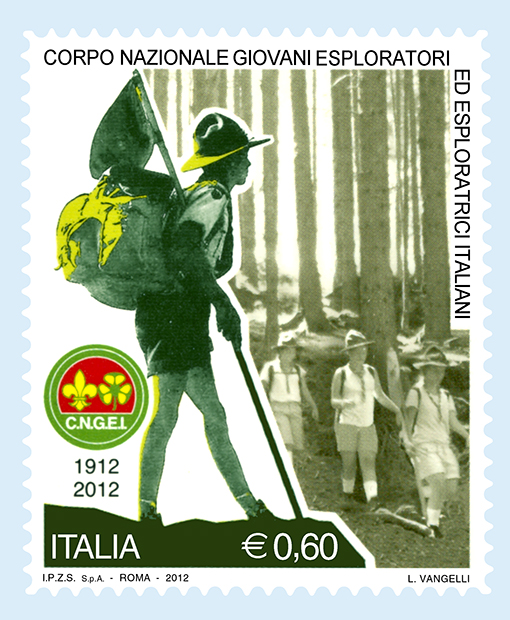 CORPO NAZIONALE GIOVANI ESPLORATORI
ED ESPLORATRICI ITALIANI
C.N.G.E.I.
1912
2012
ITALIA
€ 0,60
I.P.Z.S. S.p.A. - ROMA - 2012
L. VANGELLI